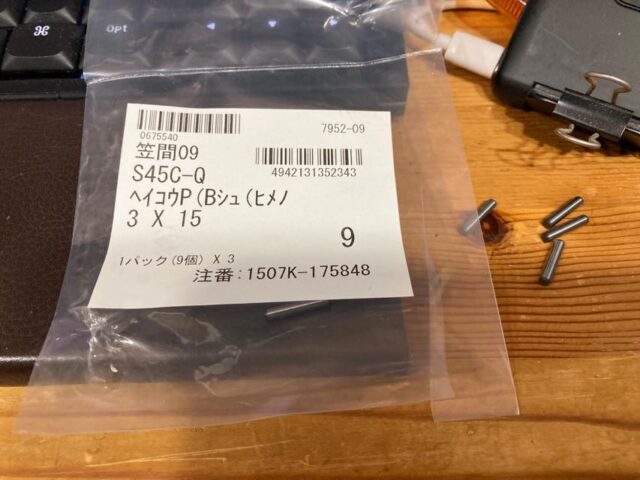 ⌘
opt
0675540
7952-09
笠間09
4942131352343
S45C-Q
ﾍｲｺｳP(Bｼｭ(ﾋﾒﾉ
3 X 15
9
1パック(9個) X 3
注番:1507K-175848